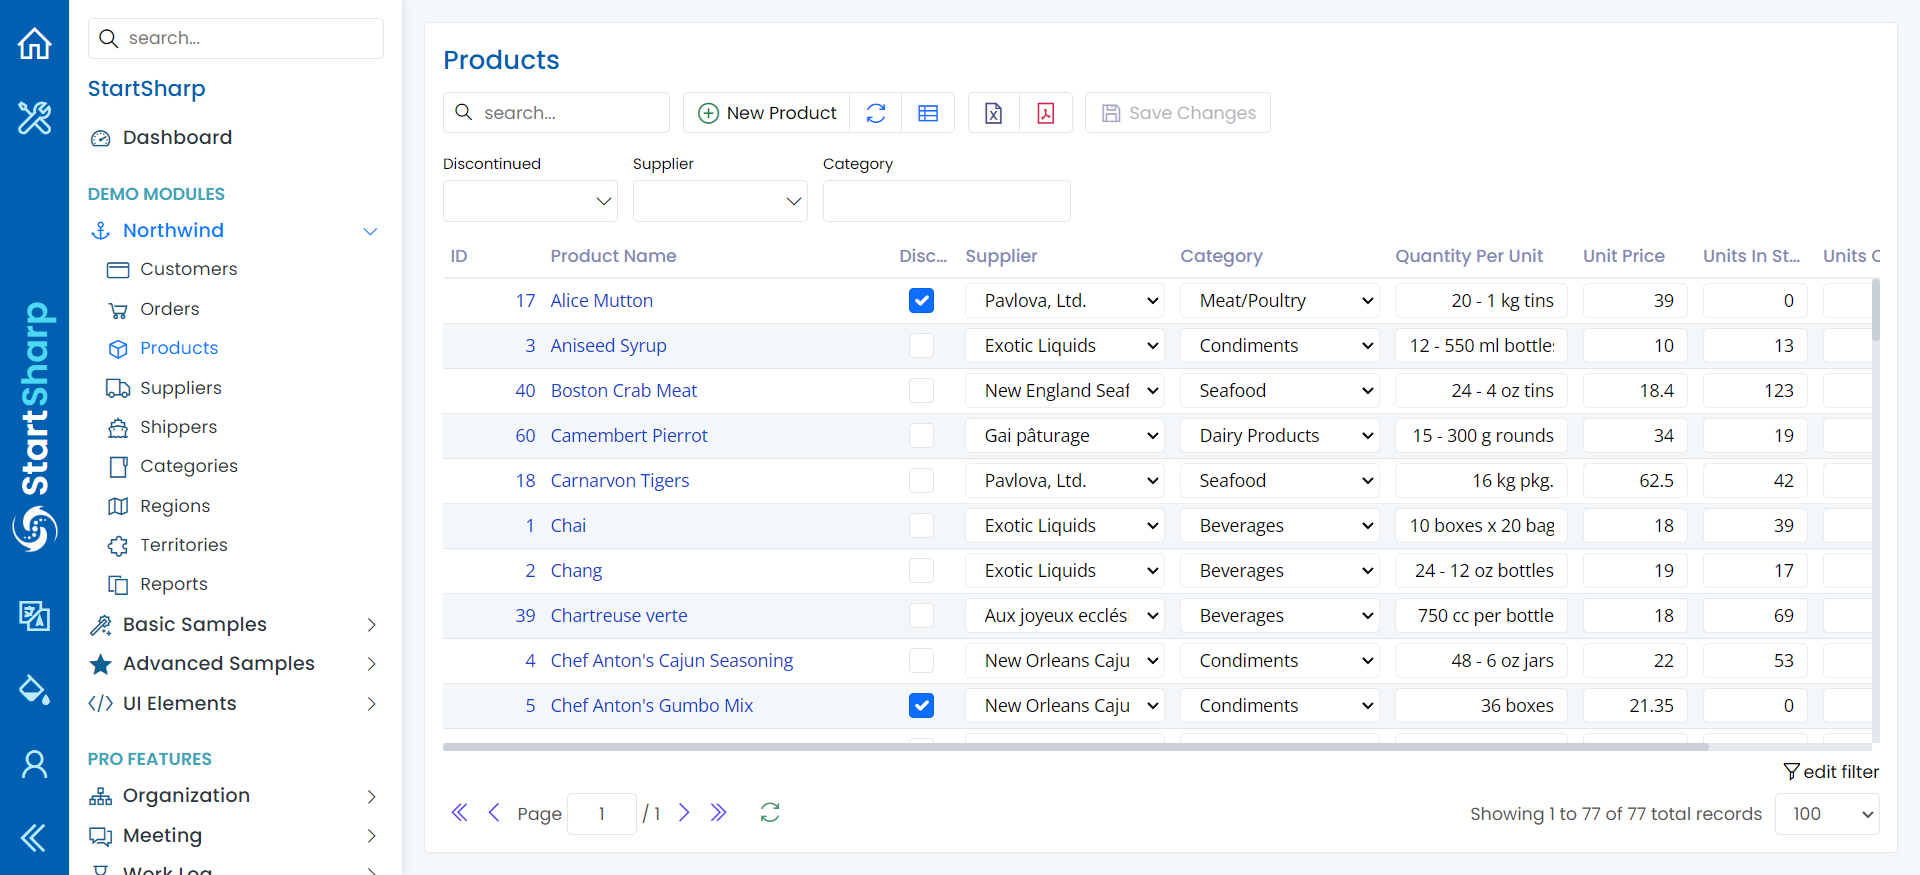 StartSharp
search...
StartSharp
Dashboard
DEMO MODULES
Northwind
Customers
Orders
Products
Suppliers
Shippers
Categories
Regions
Territories
Reports
Basic Samples
Advanced Samples
UI Elements
PRO FEATURES
Organization
Meeting
Work Log
Products
search...
New Product
Save Changes
Discontinued Supplier Category
ID Product Name Disc... Supplier Category Quantity Per Unit Unit Price Units In St... Units
17 Alice Mutton Pavlova, Ltd. Meat/Poultry 20 - 1 kg tins 39 0
3 Aniseed Syrup Exotic Liquids Condiments 12 - 550 ml bottles 10 13
40 Boston Crab Meat New England Seaf Seafood 24 - 4 oz tins 18.4 123
60 Camembert Pierrot Gai pâturage Dairy Products 15 - 300 g rounds 34 19
18 Carnarvon Tigers Pavlova, Ltd. Seafood 16 kg pkg. 62.5 42
1 Chai Exotic Liquids Beverages 10 boxes x 20 bag 18 39
2 Chang Exotic Liquids Beverages 24 - 12 oz bottles 19 17
39 Chartreuse verte Aux joyeux ecclési Beverages 750 cc per bottle 18 69
4 Chef Anton's Cajun Seasoning New Orleans Caju Condiments 48 - 6 oz jars 22 53
5 Chef Anton's Gumbo Mix New Orleans Caju Condiments 36 boxes 21.35 0
edit filter
Page 1 / 1
Showing 1 to 77 of 77 total records 100